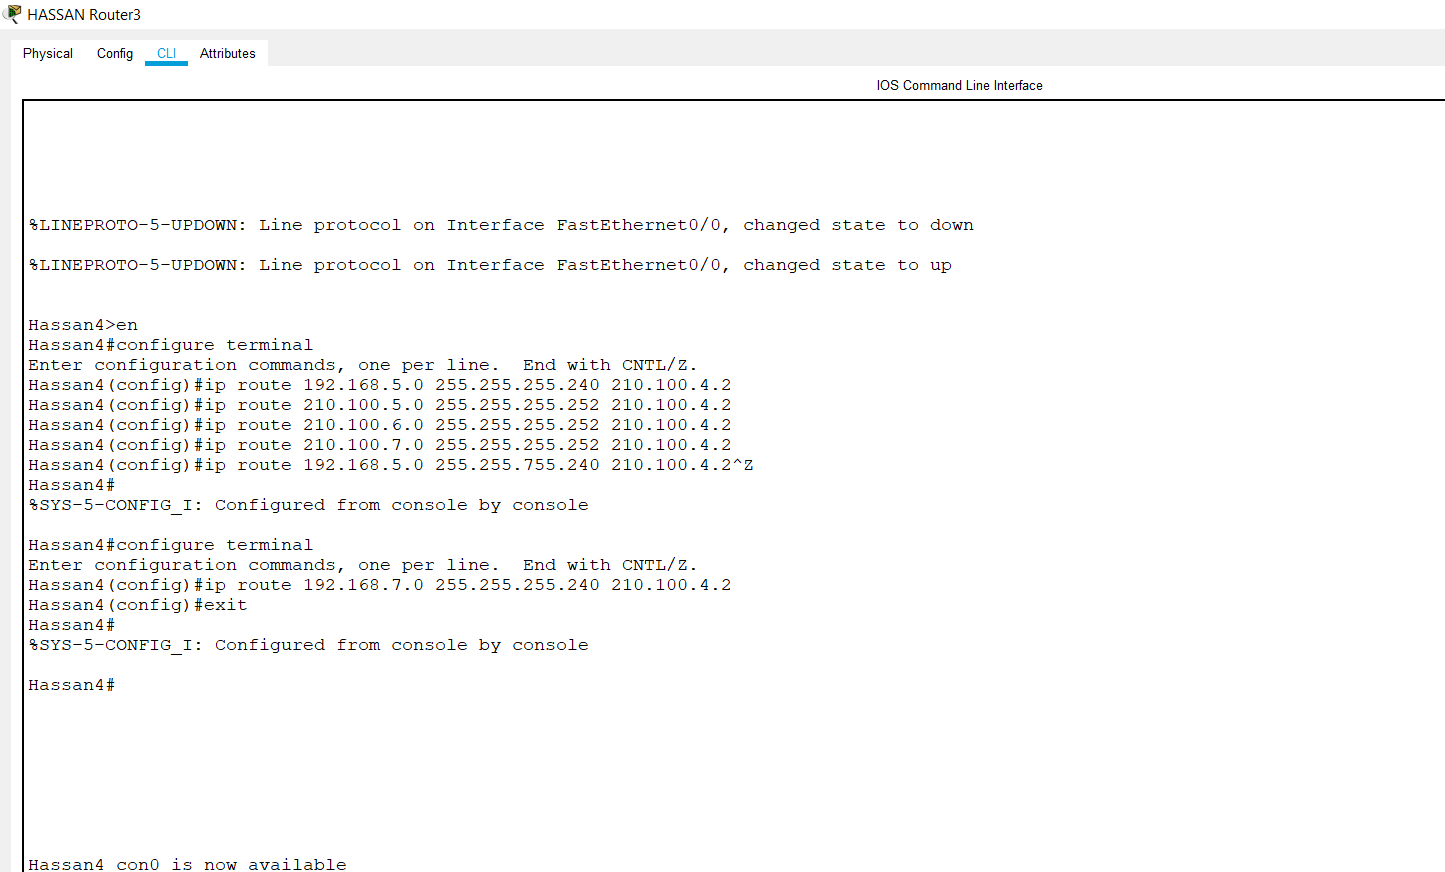 HASSAN Router3
Physical Config CLI Attributes
IOS Command Line Interface
%LINEPROTO-5-UPDOWN: Line protocol on Interface FastEthernet0/0, changed state to down
%LINEPROTO-5-UPDOWN: Line protocol on Interface FastEthernet0/0, changed state to up
Hassan4>en
Hassan4#configure terminal
Enter configuration commands, one per line.  End with CNTL/Z.
Hassan4(config)#ip route 192.168.5.0 255.255.255.240 210.100.4.2
Hassan4(config)#ip route 210.100.5.0 255.255.255.252 210.100.4.2
Hassan4(config)#ip route 210.100.6.0 255.255.255.252 210.100.4.2
Hassan4(config)#ip route 210.100.7.0 255.255.255.252 210.100.4.2
Hassan4(config)#ip route 192.168.5.0 255.255.755.240 210.100.4.2^Z
Hassan4#
%SYS-5-CONFIG_I: Configured from console by console
Hassan4#configure terminal
Enter configuration commands, one per line.  End with CNTL/Z.
Hassan4(config)#ip route 192.168.7.0 255.255.255.240 210.100.4.2
Hassan4(config)#exit
Hassan4#
%SYS-5-CONFIG_I: Configured from console by console
Hassan4#
Hassan4 con0 is now available